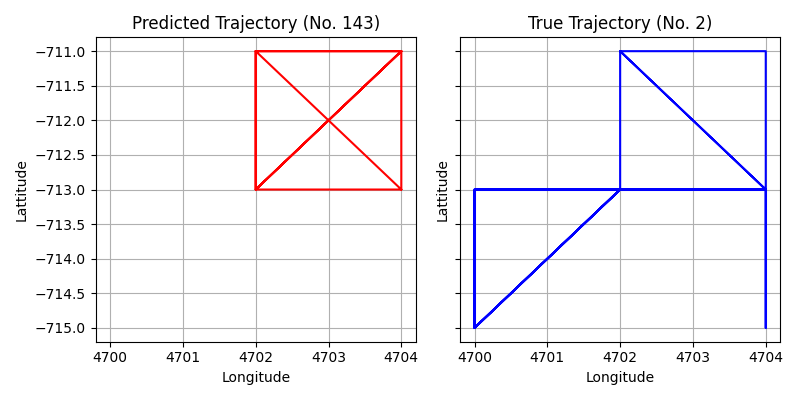 Predicted Trajectory (No. 143)
True Trajectory (No. 2)
Lattitude
−711.0
−711.5
−712.0
−712.5
−713.0
−713.5
−714.0
−714.5
−715.0
4700 4701 4702 4703 4704
Longitude
Lattitude
4700 4701 4702 4703 4704
Longitude